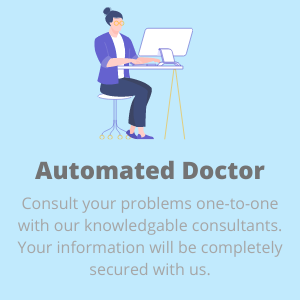 Automated Doctor
Consult your problems one-to-one
with our knowledgable consultants.
Your information will be completely
secured with us.